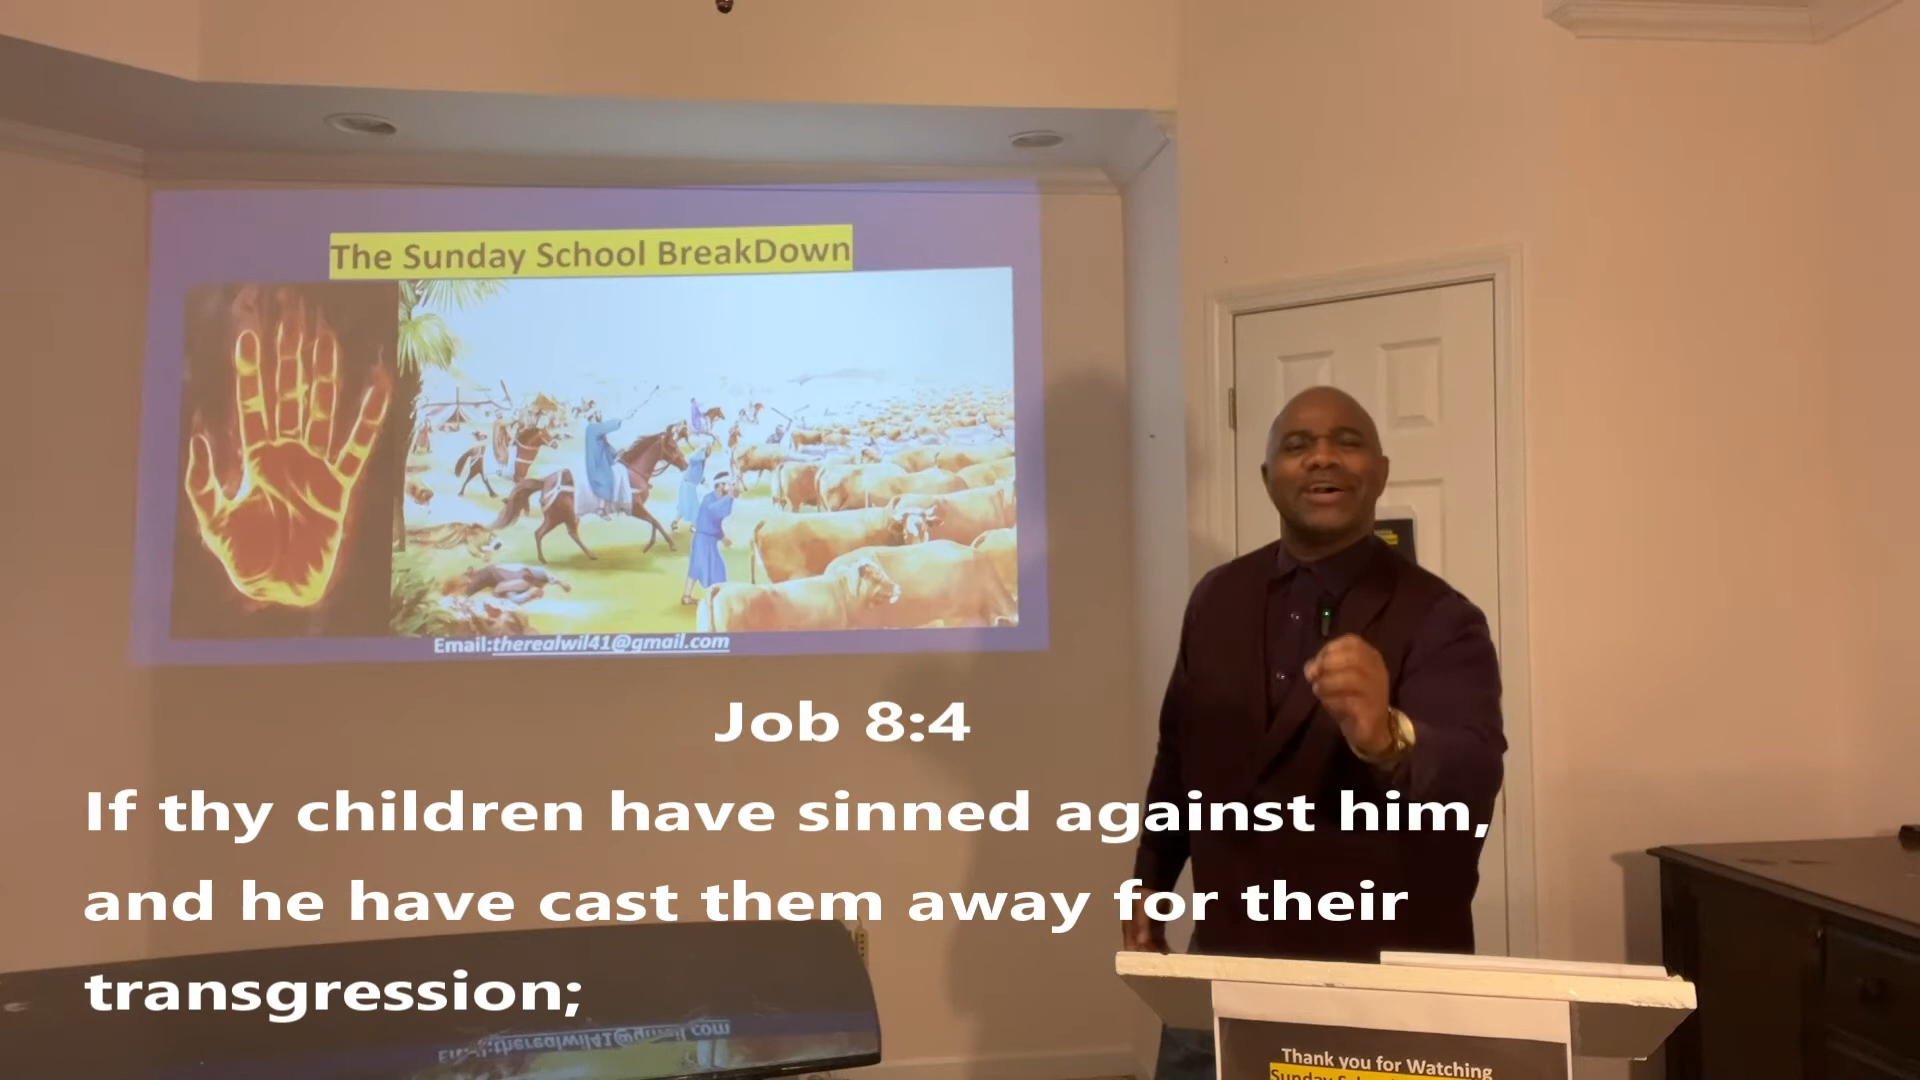 The Sunday School BreakDown
Email:therealwil41@gmail.com
Job 8:4
If thy children have sinned against him,
and he have cast them away for their
transgression;
Thank you for Watching
Sunday